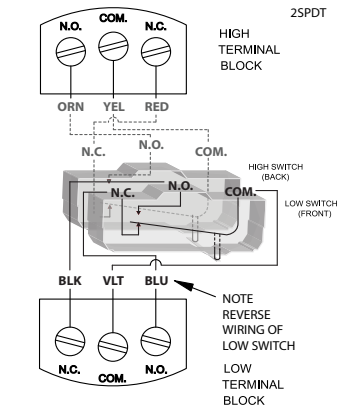 2SPDT
N.O. COM. N.C.
HIGH
TERMINAL
BLOCK
ORN YEL RED
N.C. N.O. COM.
HIGH SWITCH
(BACK)
N.C. N.O. COM.
LOW SWITCH
(FRONT)
BLK VLT BLU
NOTE
REVERSE
WIRING OF
LOW SWITCH
N.C. COM. N.O.
LOW
TERMINAL
BLOCK